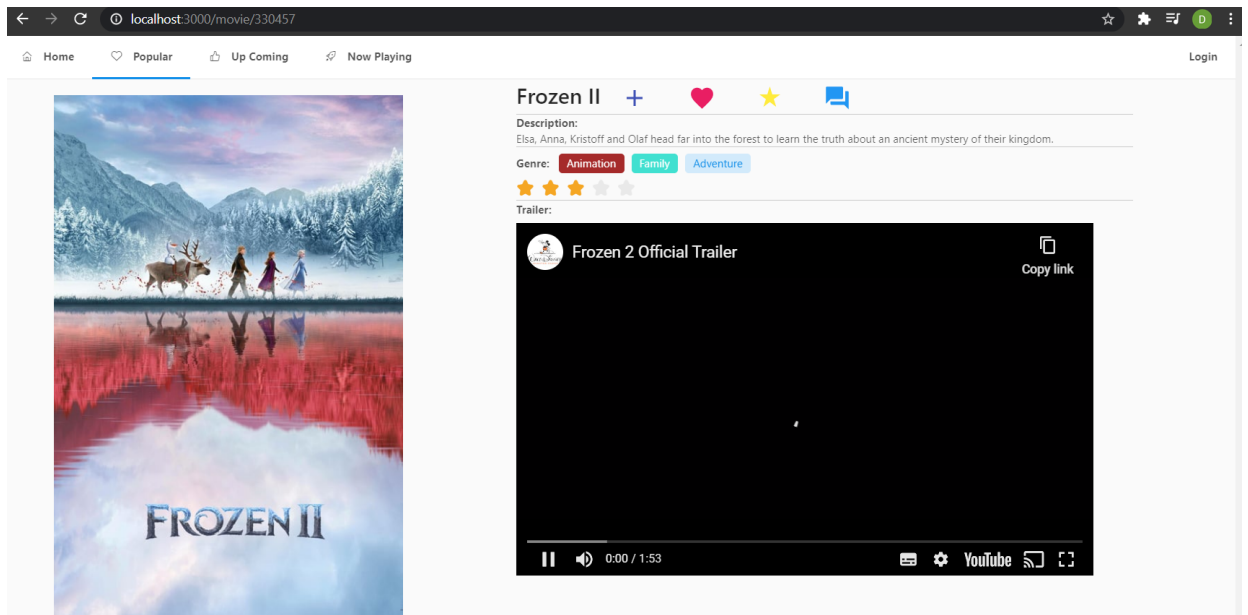 localhost:3000/movie/330457
D
Home Popular Up Coming Now Playing Login
Frozen II
Description:
Elsa, Anna, Kristoff and Olaf head far into the forest to learn the truth about an ancient mystery of their kingdom.
Genre: Animation Family Adventure
Trailer:
Frozen 2 Official Trailer
Copy link
0:00 / 1:53
YouTube
FROZEN II